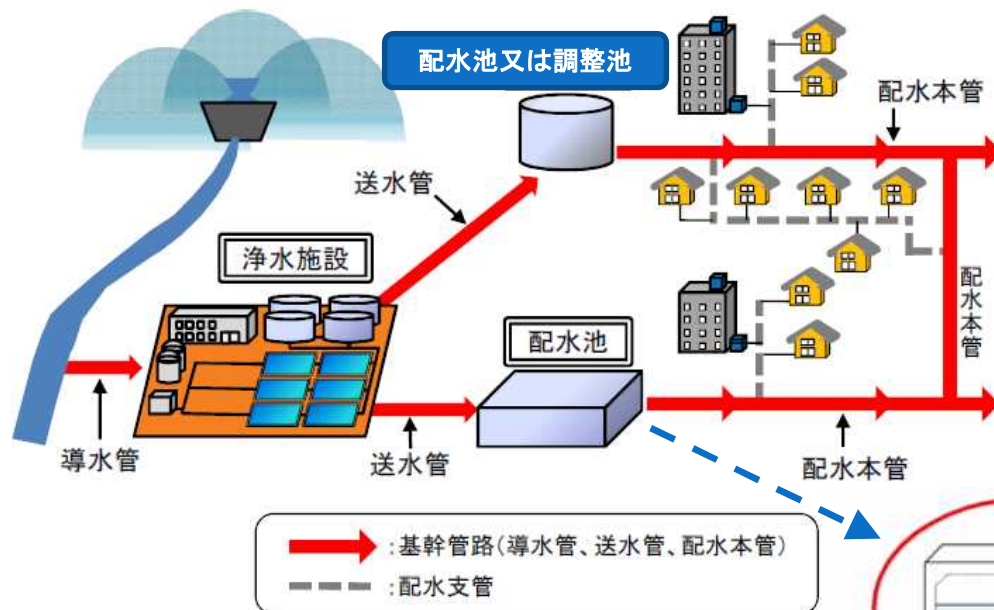 配水池又は調整池
配水本管
送水管
浄水施設
配水本管
配水池
導水管
送水管
配水本管
:基幹管路(導水管、送水管、配水本管)
:配水支管